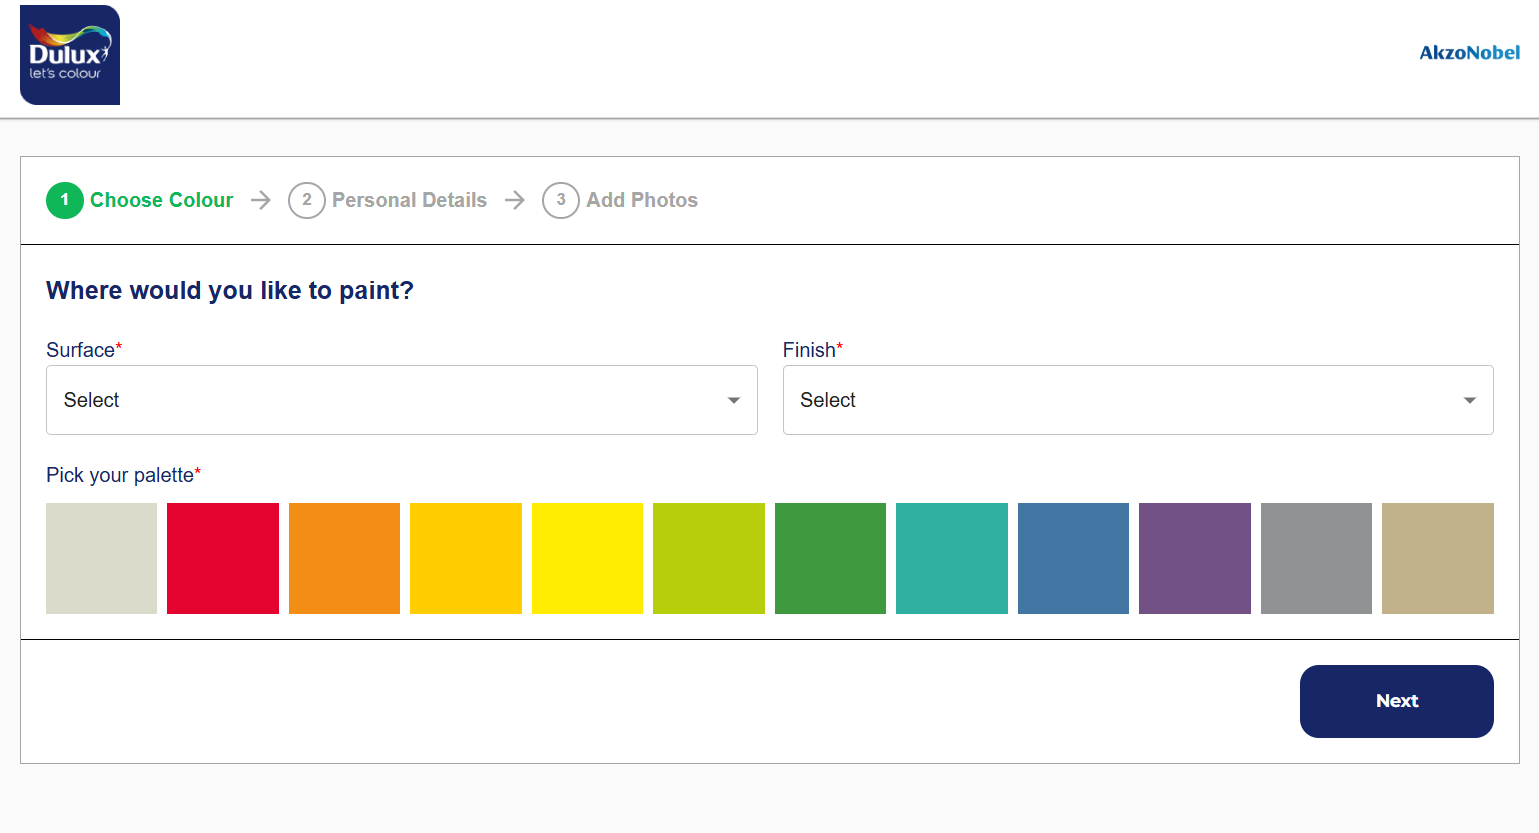 Dulux
let's colour
AkzoNobel
1 Choose Colour → 2 Personal Details → 3 Add Photos
Where would you like to paint?
Surface* Finish*
Select Select
Pick your palette*
Next